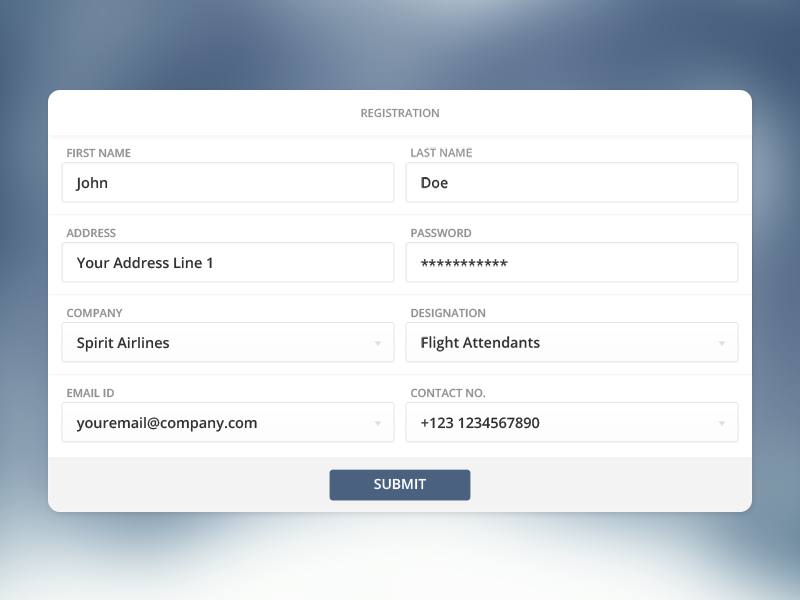 REGISTRATION
FIRST NAME
LAST NAME
John
Doe
ADDRESS
PASSWORD
Your Address Line 1
***********
COMPANY
DESIGNATION
Spirit Airlines
Flight Attendants
EMAIL ID
CONTACT NO.
youremail@company.com
+123 1234567890
SUBMIT